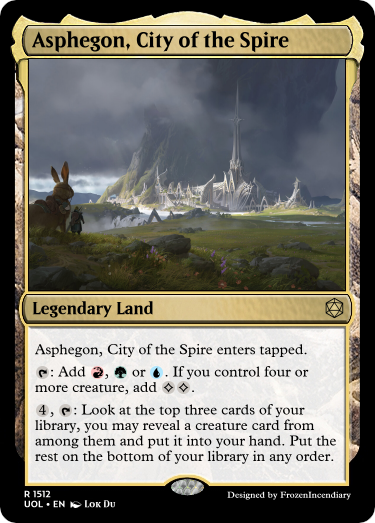 Asphegon, City of the Spire
Legendary Land
Asphegon, City of the Spire enters tapped.
: Add , or . If you control four or
more creature, add .
4, : Look at the top three cards of your
library, you may reveal a creature card from
among them and put it into your hand. Put the
rest on the bottom of your library in any order.
R 1512
UOL • EN Lok Du
Designed by FrozenIncendiary